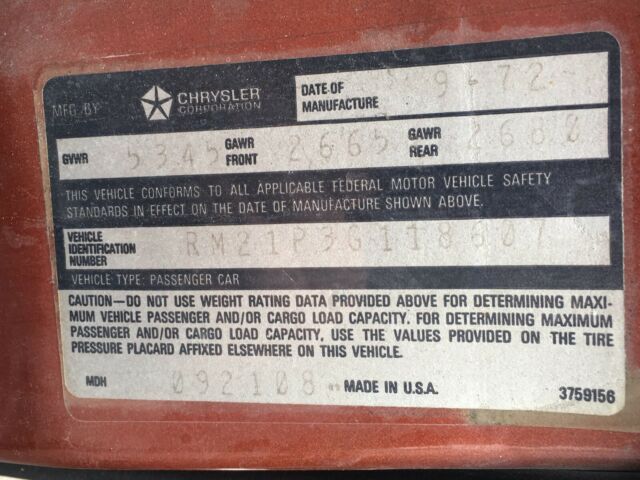 MFG BY CHRYSLER CORPORATION
DATE OF MANUFACTURE 9-72
GVWR 5345 GAWR FRONT 2,665 GAWR REAR
THIS VEHICLE CONFORMS TO ALL APPLICABLE FEDERAL MOTOR VEHICLE SAFETY
STANDARDS IN EFFECT ON THE DATE OF MANUFACTURE SHOWN ABOVE.
VEHICLE IDENTIFICATION NUMBER
VEHICLE TYPE: PASSENGER CAR
CAUTION—DO NOT USE WEIGHT RATING DATA PROVIDED ABOVE FOR DETERMINING MAXI-
MUM VEHICLE PASSENGER AND/OR CARGO LOAD CAPACITY. FOR DETERMINING MAXIMUM
PASSENGER AND/OR CARGO LOAD CAPACITY, USE THE VALUES PROVIDED ON THE TIRE
PRESSURE PLACARD AFFIXED ELSEWHERE ON THIS VEHICLE.
MDH 092108 MADE IN U.S.A. 3759156